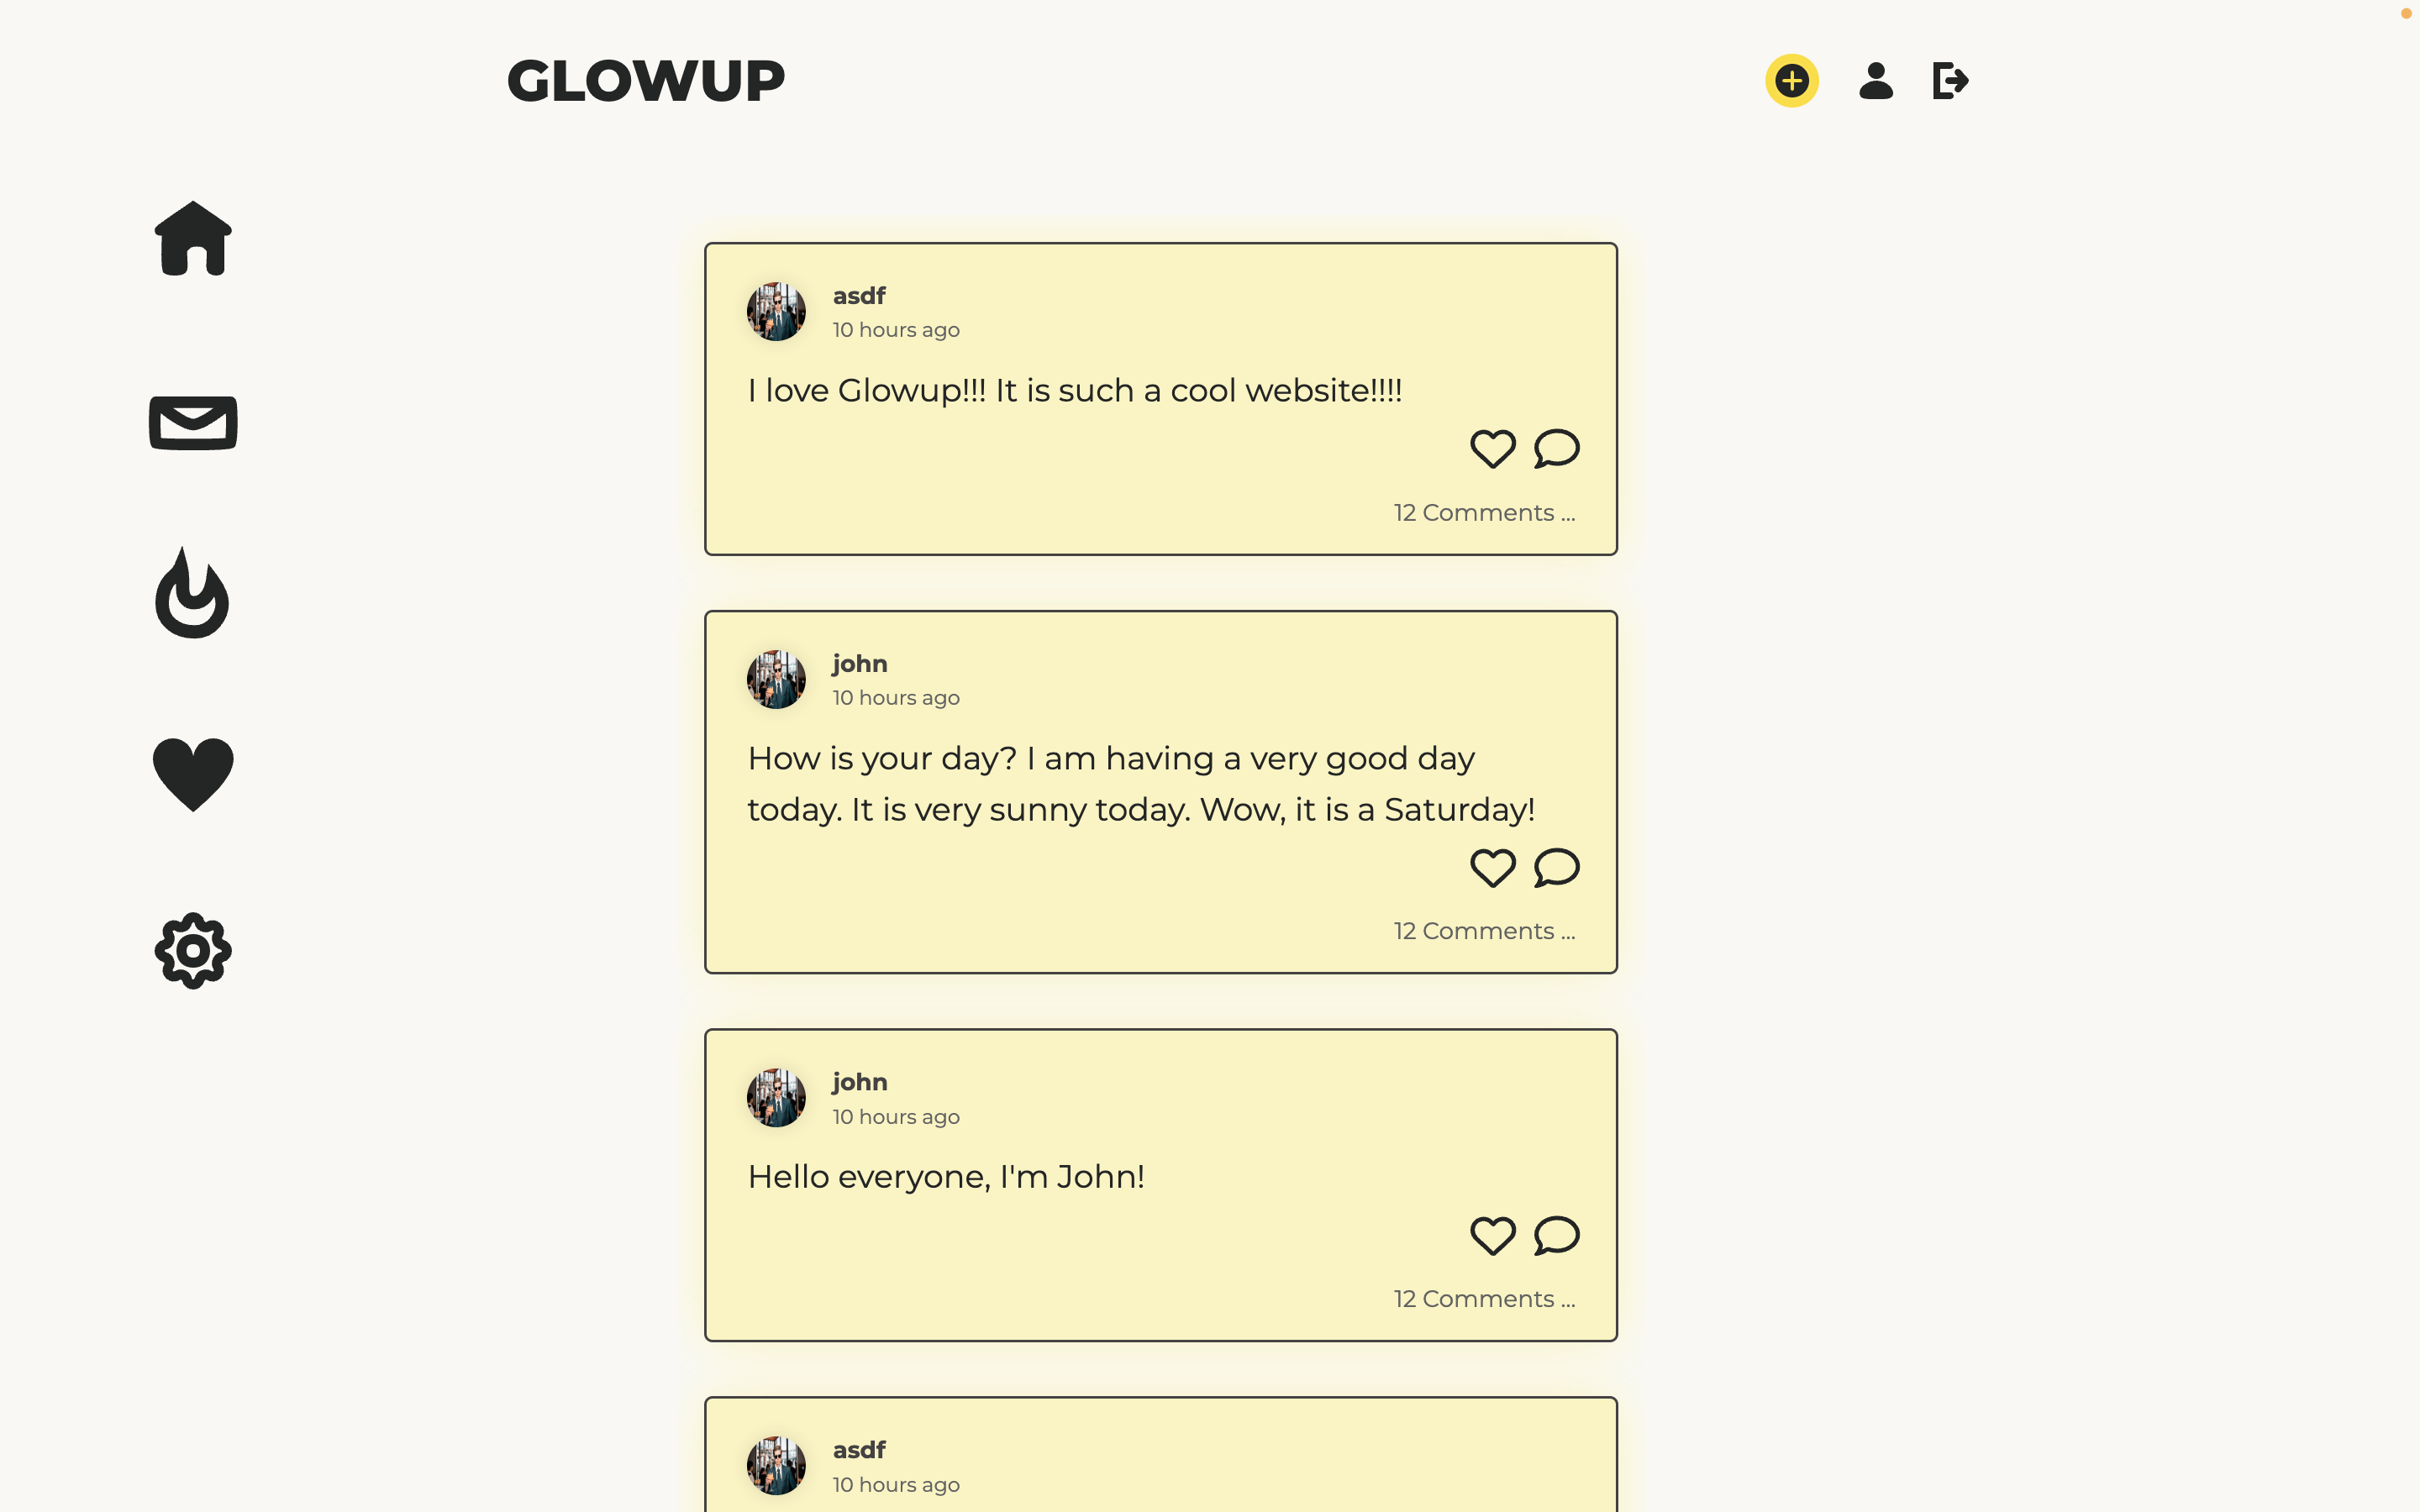 GLOWUP
asdf
10 hours ago
I love Glowup!!! It is such a cool website!!!!
12 Comments ...
john
10 hours ago
How is your day? I am having a very good day
today. It is very sunny today. Wow, it is a Saturday!
12 Comments ...
john
10 hours ago
Hello everyone, I'm John!
12 Comments ...
asdf
10 hours ago